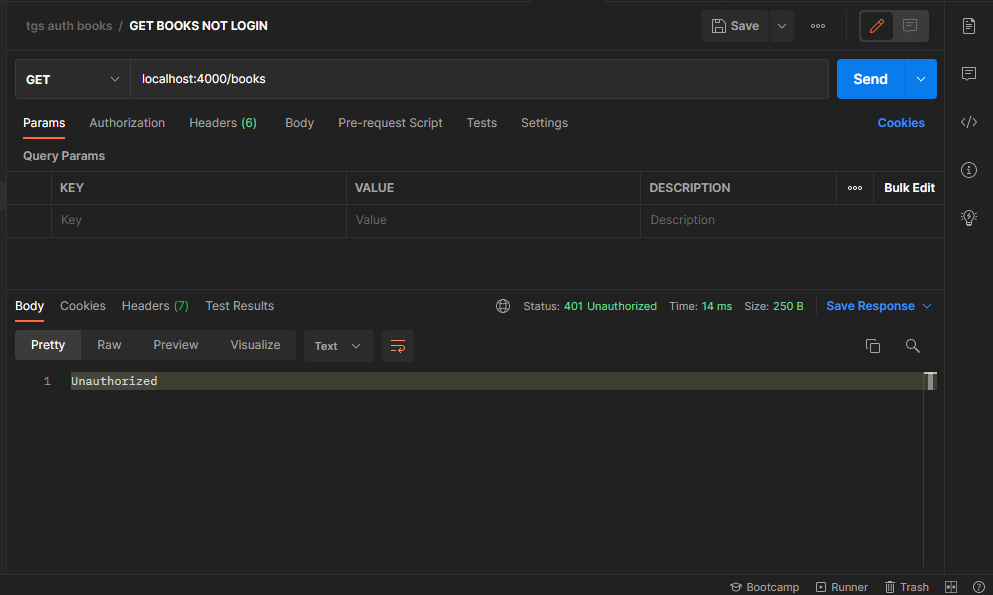 tgs auth books / GET BOOKS NOT LOGIN Save
GET localhost:4000/books Send
Params Authorization Headers (6) Body Pre-request Script Tests Settings Cookies
Query Params
KEY VALUE DESCRIPTION Bulk Edit
Key Value Description
Body Cookies Headers (7) Test Results Status: 401 Unauthorized Time: 14 ms Size: 250 B Save Response
Pretty Raw Preview Visualize Text
1 Unauthorized
Bootcamp Runner Trash